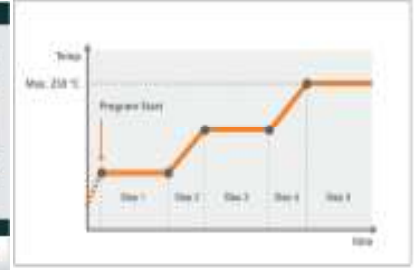 Temp
Max. 250 °C
Program Start
Step 1
Step 2
Step 3
Step 4
Step 5
time